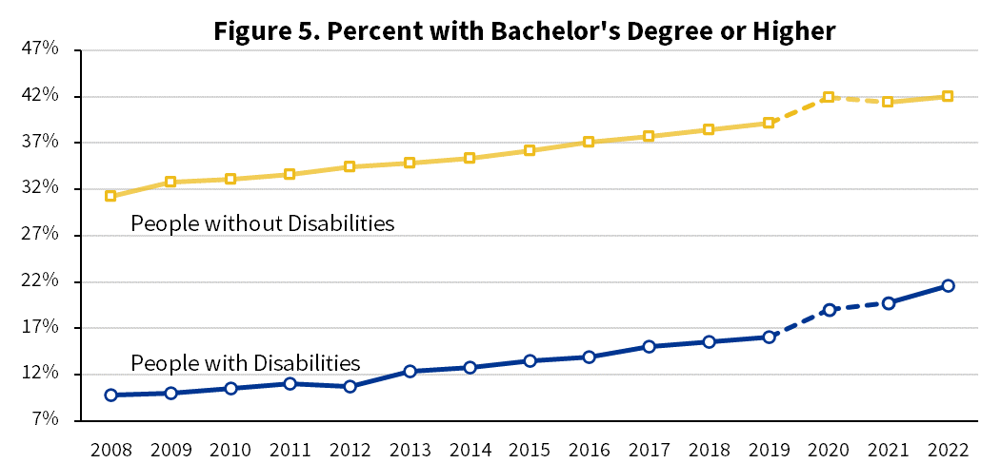 Figure 5. Percent with Bachelor's Degree or Higher
47%
42%
37%
32%
People without Disabilities
27%
22%
17%
People with Disabilities
12%
7%
2008 2009 2010 2011 2012 2013 2014 2015 2016 2017 2018 2019 2020 2021 2022